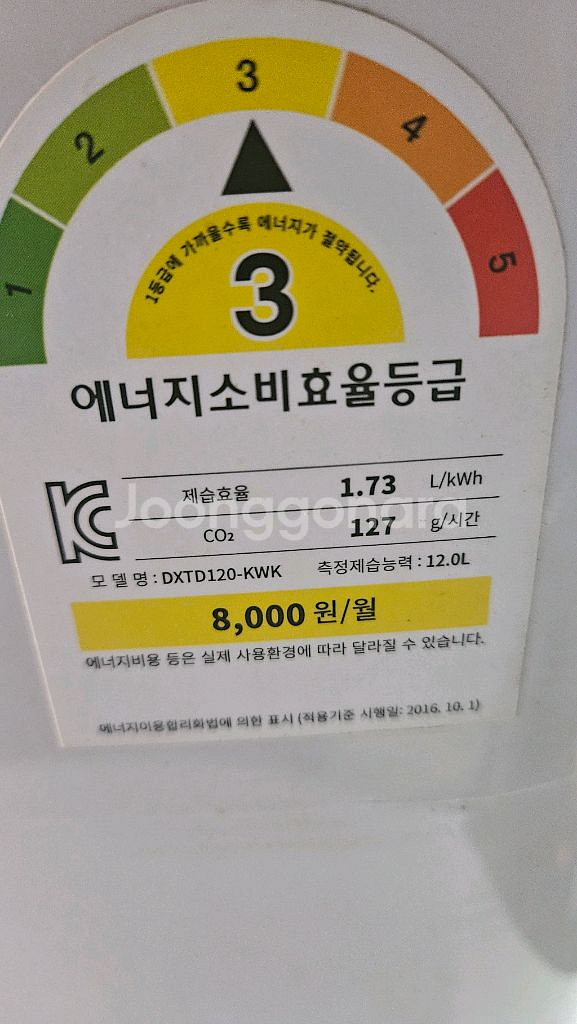 1 2 3 4 5
1등급에 가까울수록 에너지가 절약됩니다.
3
에너지소비효율등급
제습효율 1.73 L/kWh
CO₂ 127 g/시간
모 델 명 : DXTD120-KWK 측정제습능력 : 12.0L
8,000 원/월
에너지비용 등은 실제 사용환경에 따라 달라질 수 있습니다.
에너지이용합리화법에 의한 표시 (적용기준 시행일: 2016. 10. 1)
Joonggonara